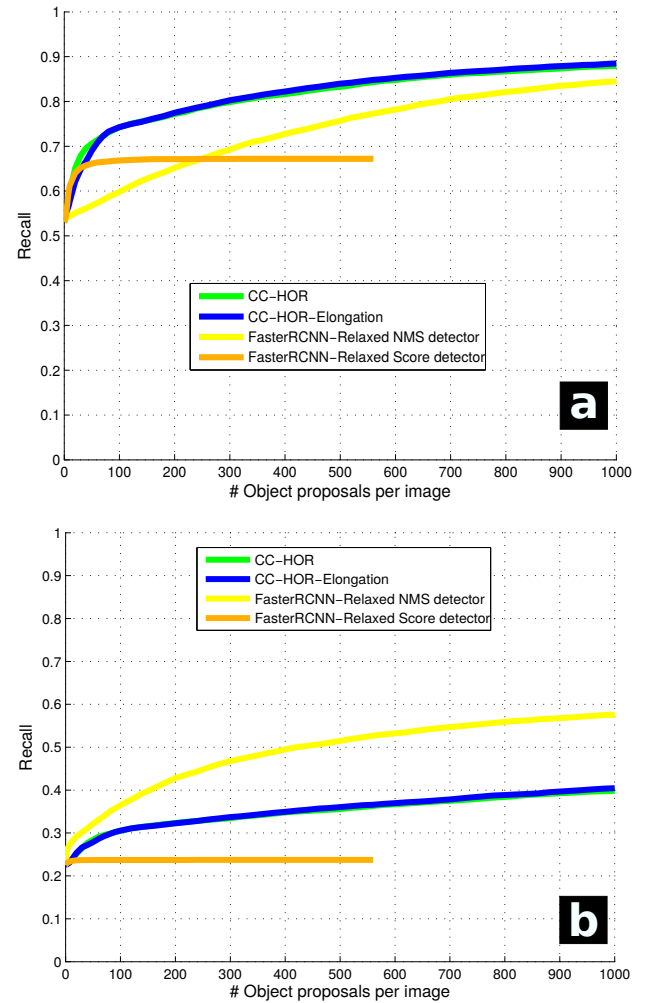 1
0.9
0.8
0.7
0.6
0.5
0.4
0.3
0.2
0.1
0
Recall
CC−HOR
CC−HOR−Elongation
FasterRCNN−Relaxed NMS detector
FasterRCNN−Relaxed Score detector
a
0 100 200 300 400 500 600 700 800 900 1000
# Object proposals per image
1
0.9
0.8
0.7
0.6
0.5
0.4
0.3
0.2
0.1
0
Recall
CC−HOR
CC−HOR−Elongation
FasterRCNN−Relaxed NMS detector
FasterRCNN−Relaxed Score detector
b
0 100 200 300 400 500 600 700 800 900 1000
# Object proposals per image